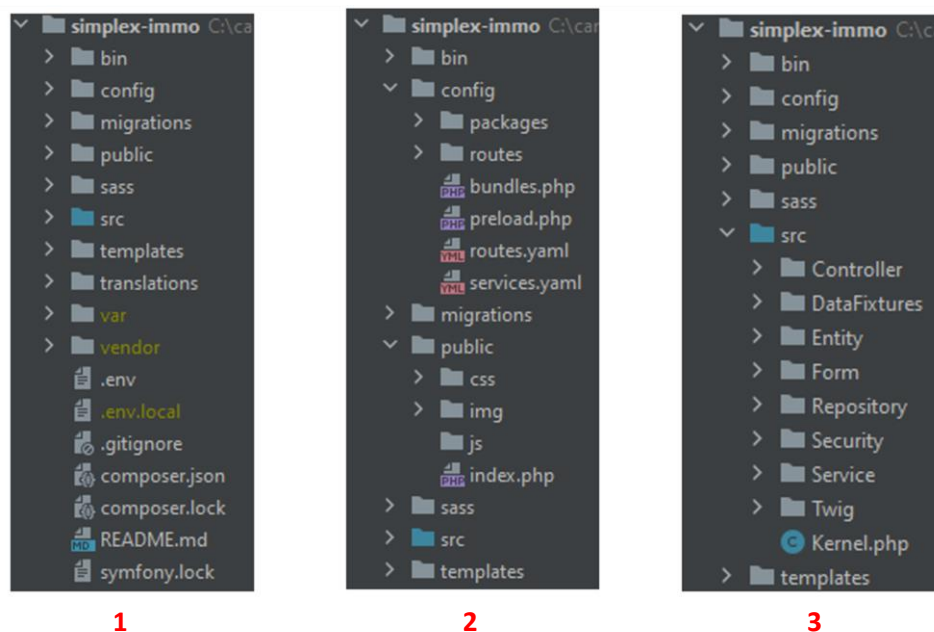 simplex-immo C:\ca
bin
config
migrations
public
sass
src
templates
translations
var
vendor
.env
.env.local
.gitignore
composer.json
composer.lock
README.md
symfony.lock
1
simplex-immo C:\car
bin
config
packages
routes
bundles.php
preload.php
routes.yaml
services.yaml
migrations
public
css
img
js
index.php
sass
src
templates
2
simplex-immo C:\c
bin
config
migrations
public
sass
src
Controller
DataFixtures
Entity
Form
Repository
Security
Service
Twig
Kernel.php
templates
3